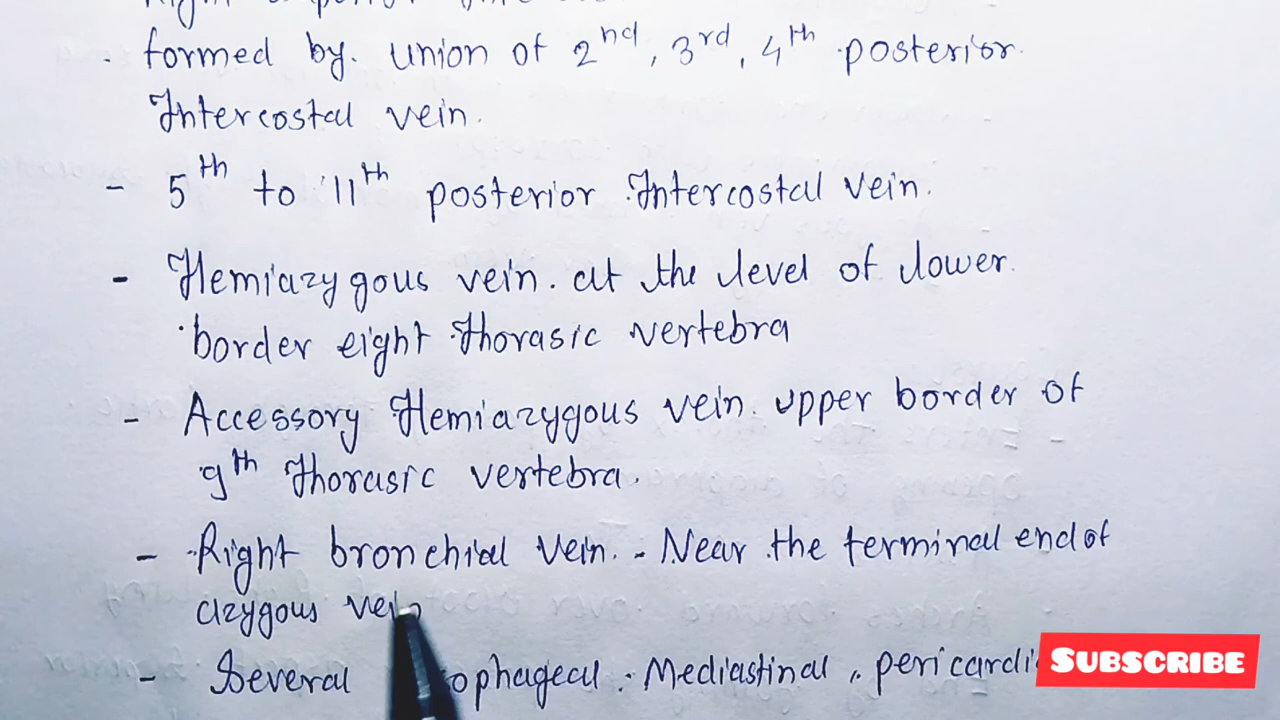 Right
formed by. union of 2nd, 3rd, 4th posterior.
Intercostal vein.
- 5th to 11th posterior Intercostal vein.
- Hemiazygous vein. at the level of lower
border eight Thorasic vertebra
- Accessory Hemiazygous vein upper border of
9th Thorasic vertebra.
- Right bronchial vein. - Near the terminal end of
azygous vein
- Several ophageal. Mediastinal, pericardi
SUBSCRIBE